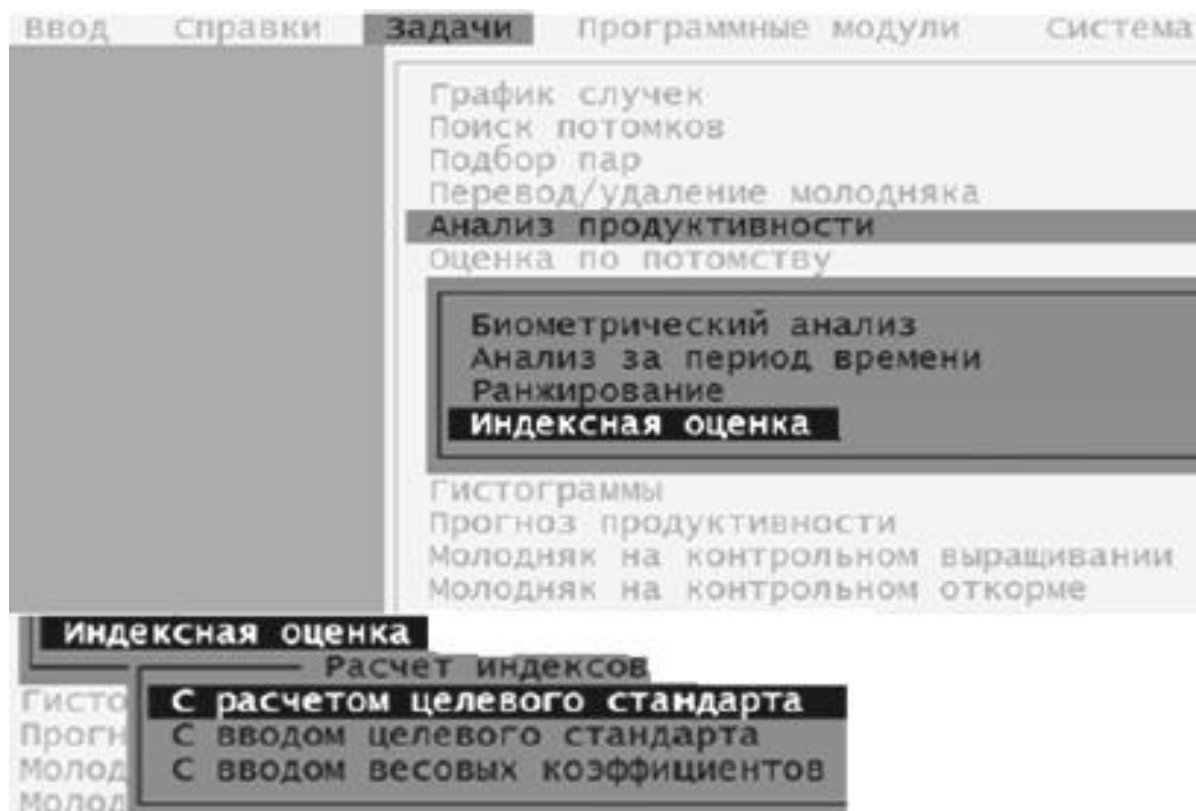 Ввод Справки Задачи Программные модули Система
График случек
Поиск потомков
Подбор пар
Перевод/удаление молодняка
Анализ продуктивности
Оценка по потомству
Биометрический анализ
Анализ за период времени
Ранжирование
Индексная оценка
Гистограммы
Прогноз продуктивности
Молодняк на контрольном выращивании
Молодняк на контрольном откорме
Индексная оценка
Расчет индексов
Гисто С расчетом целевого стандарта
Прогн С вводом целевого стандарта
Молод С вводом весовых коэффициентов
Молод